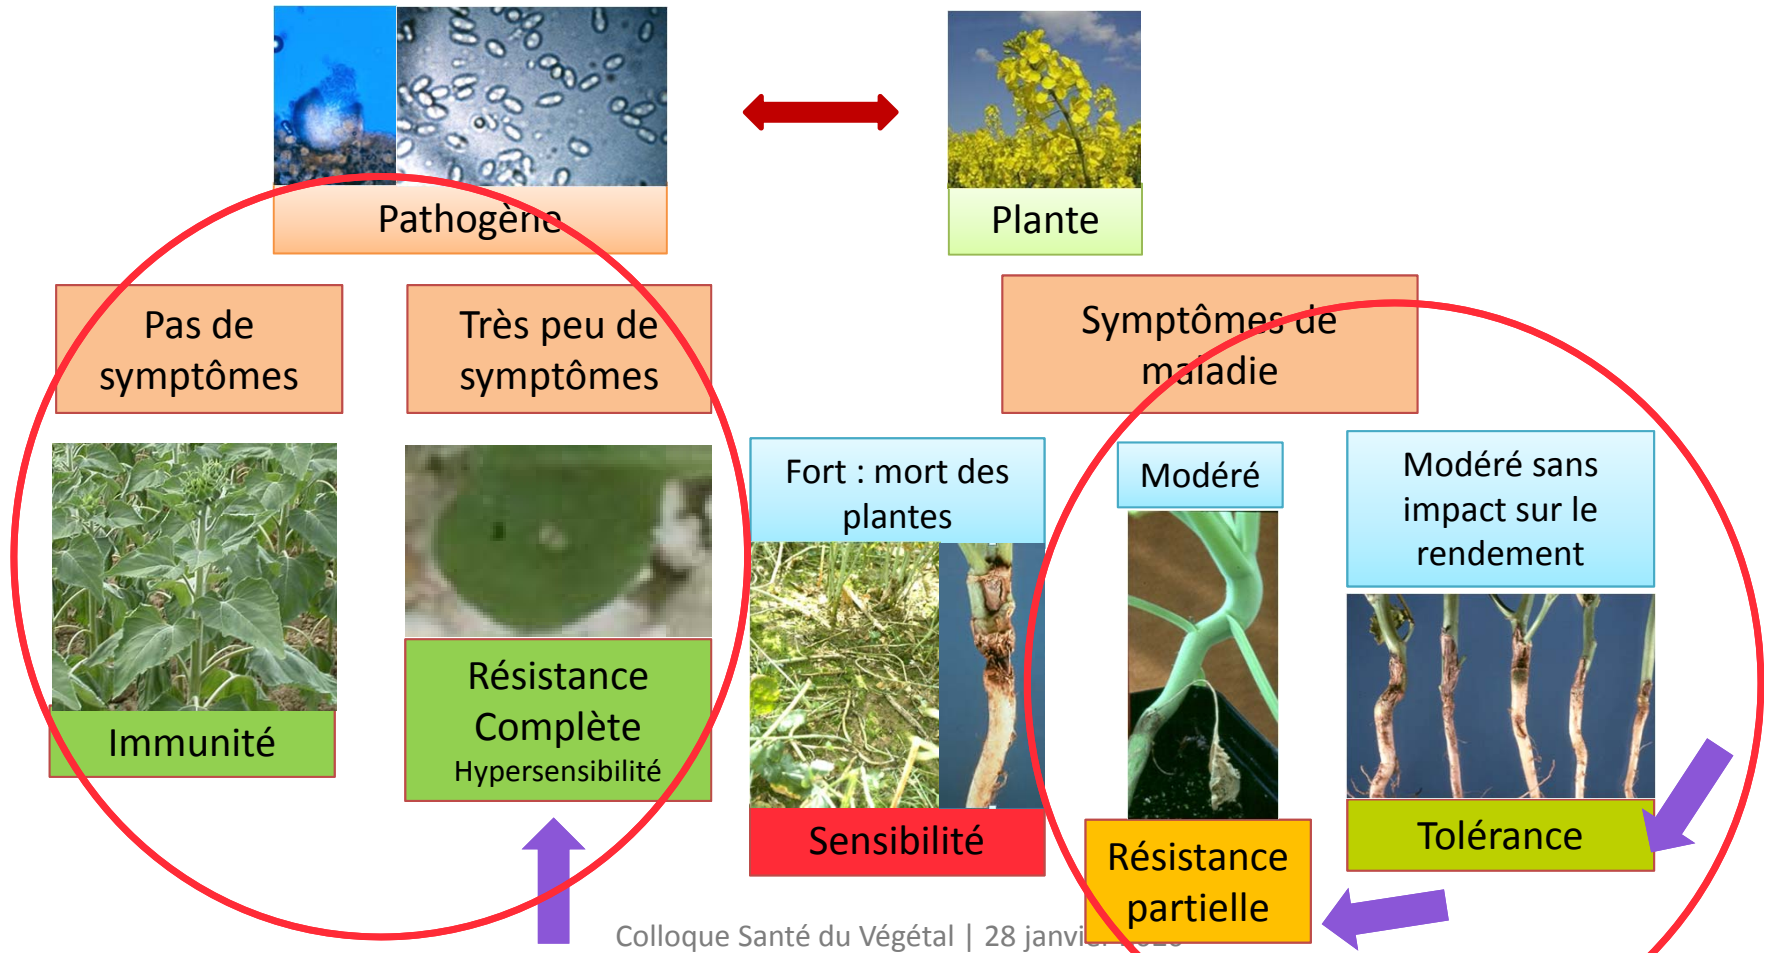 Pathogène
Plante
Pas de
symptômes
Très peu de
symptômes
Symptômes de
maladie
Fort : mort des
plantes
Modéré
Modéré sans
impact sur le
rendement
Immunité
Résistance
Complète
Hypersensibilité
Sensibilité
Résistance
partielle
Tolérance
Colloque Santé du Végétal | 28 janvier